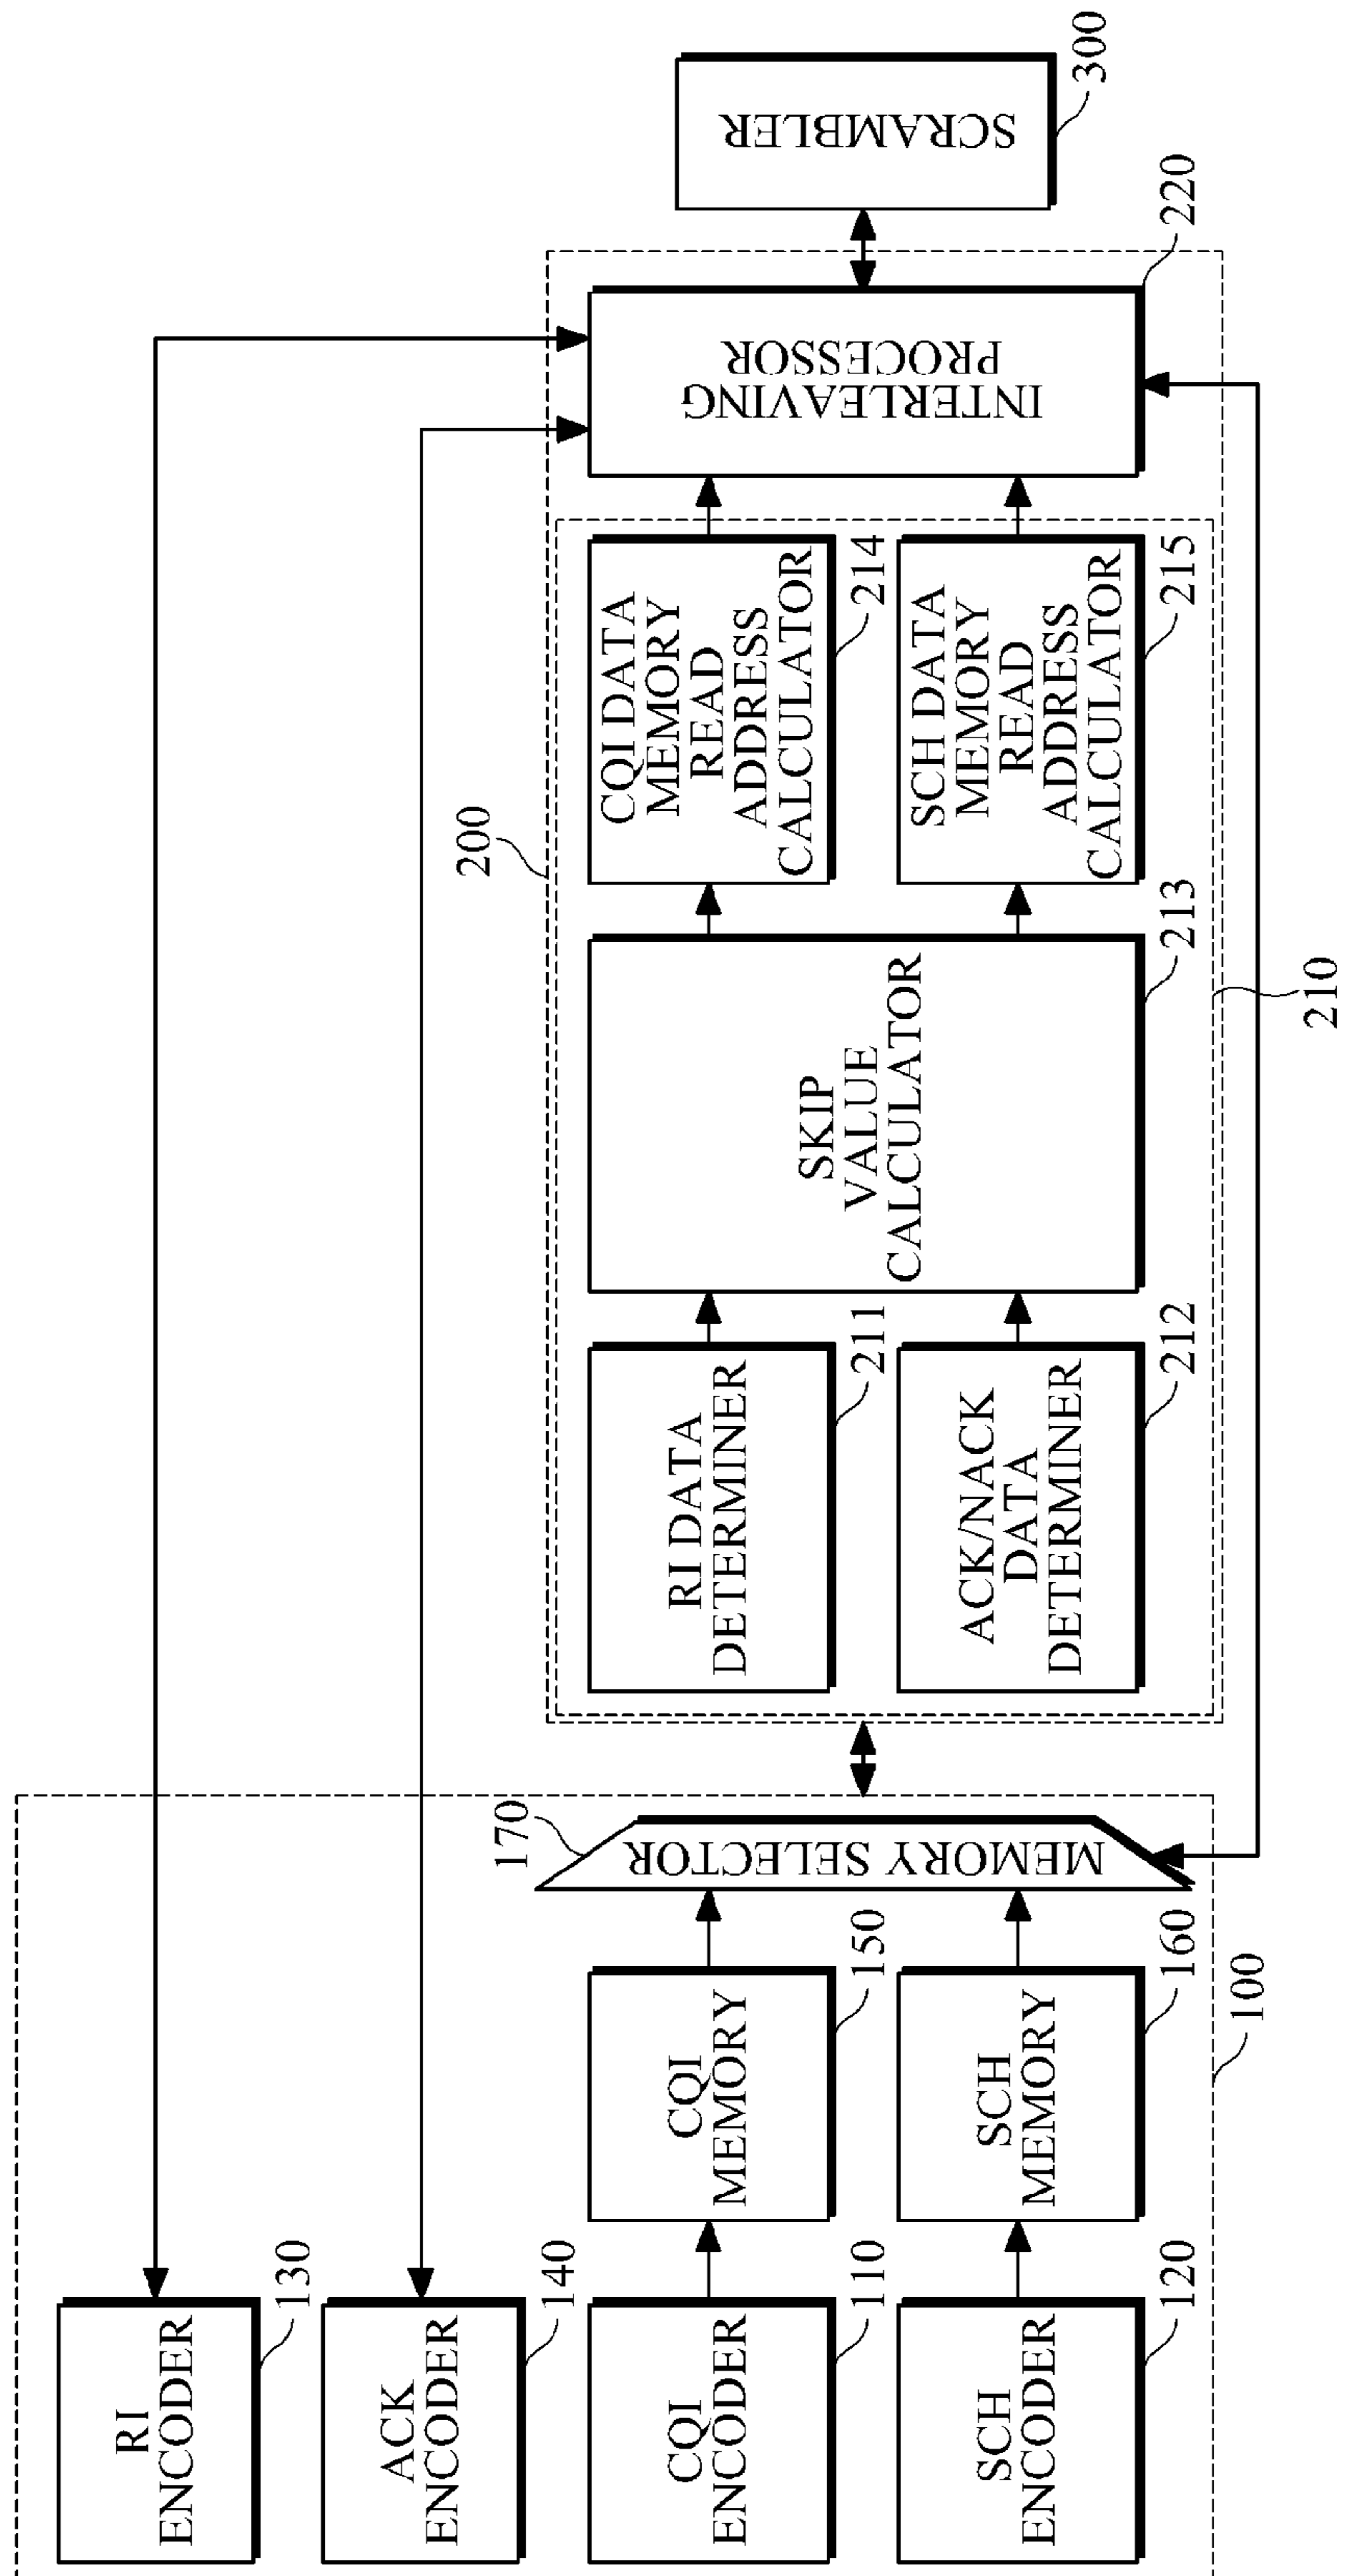 RI
ENCODER
130
ACK
ENCODER
140
CQI
ENCODER
110
SCH
ENCODER
120
CQI
MEMORY
150
SCH
MEMORY
160
MEMORY SELECTOR
170
100
200
RI DATA
DETERMINER
211
ACK/NACK
DATA
DETERMINER
212
SKIP
VALUE
CALCULATOR
213
CQI DATA
MEMORY
READ
ADDRESS
CALCULATOR
214
SCH DATA
MEMORY
READ
ADDRESS
CALCULATOR
215
210
INTERLEAVING
PROCESSOR
220
SCRAMBLER
300